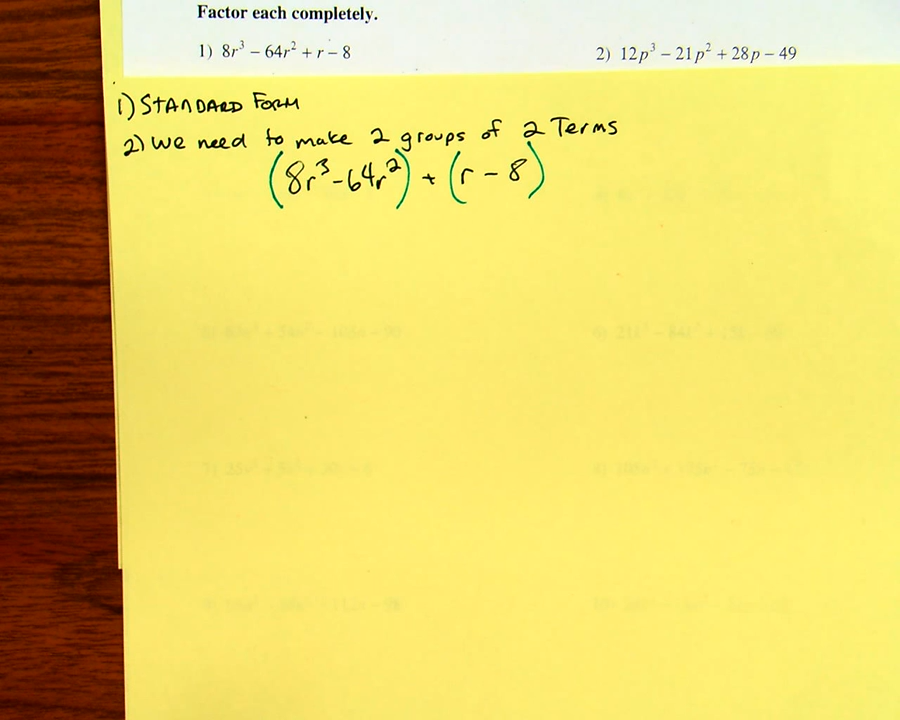 Factor each completely.
1) 8r³ – 64r² + r – 8
2) 12p³ – 21p² + 28p – 49
1) STANDARD FORM
2) We need to make 2 groups of 2 Terms
(8r³-64r²) + (r - 8)